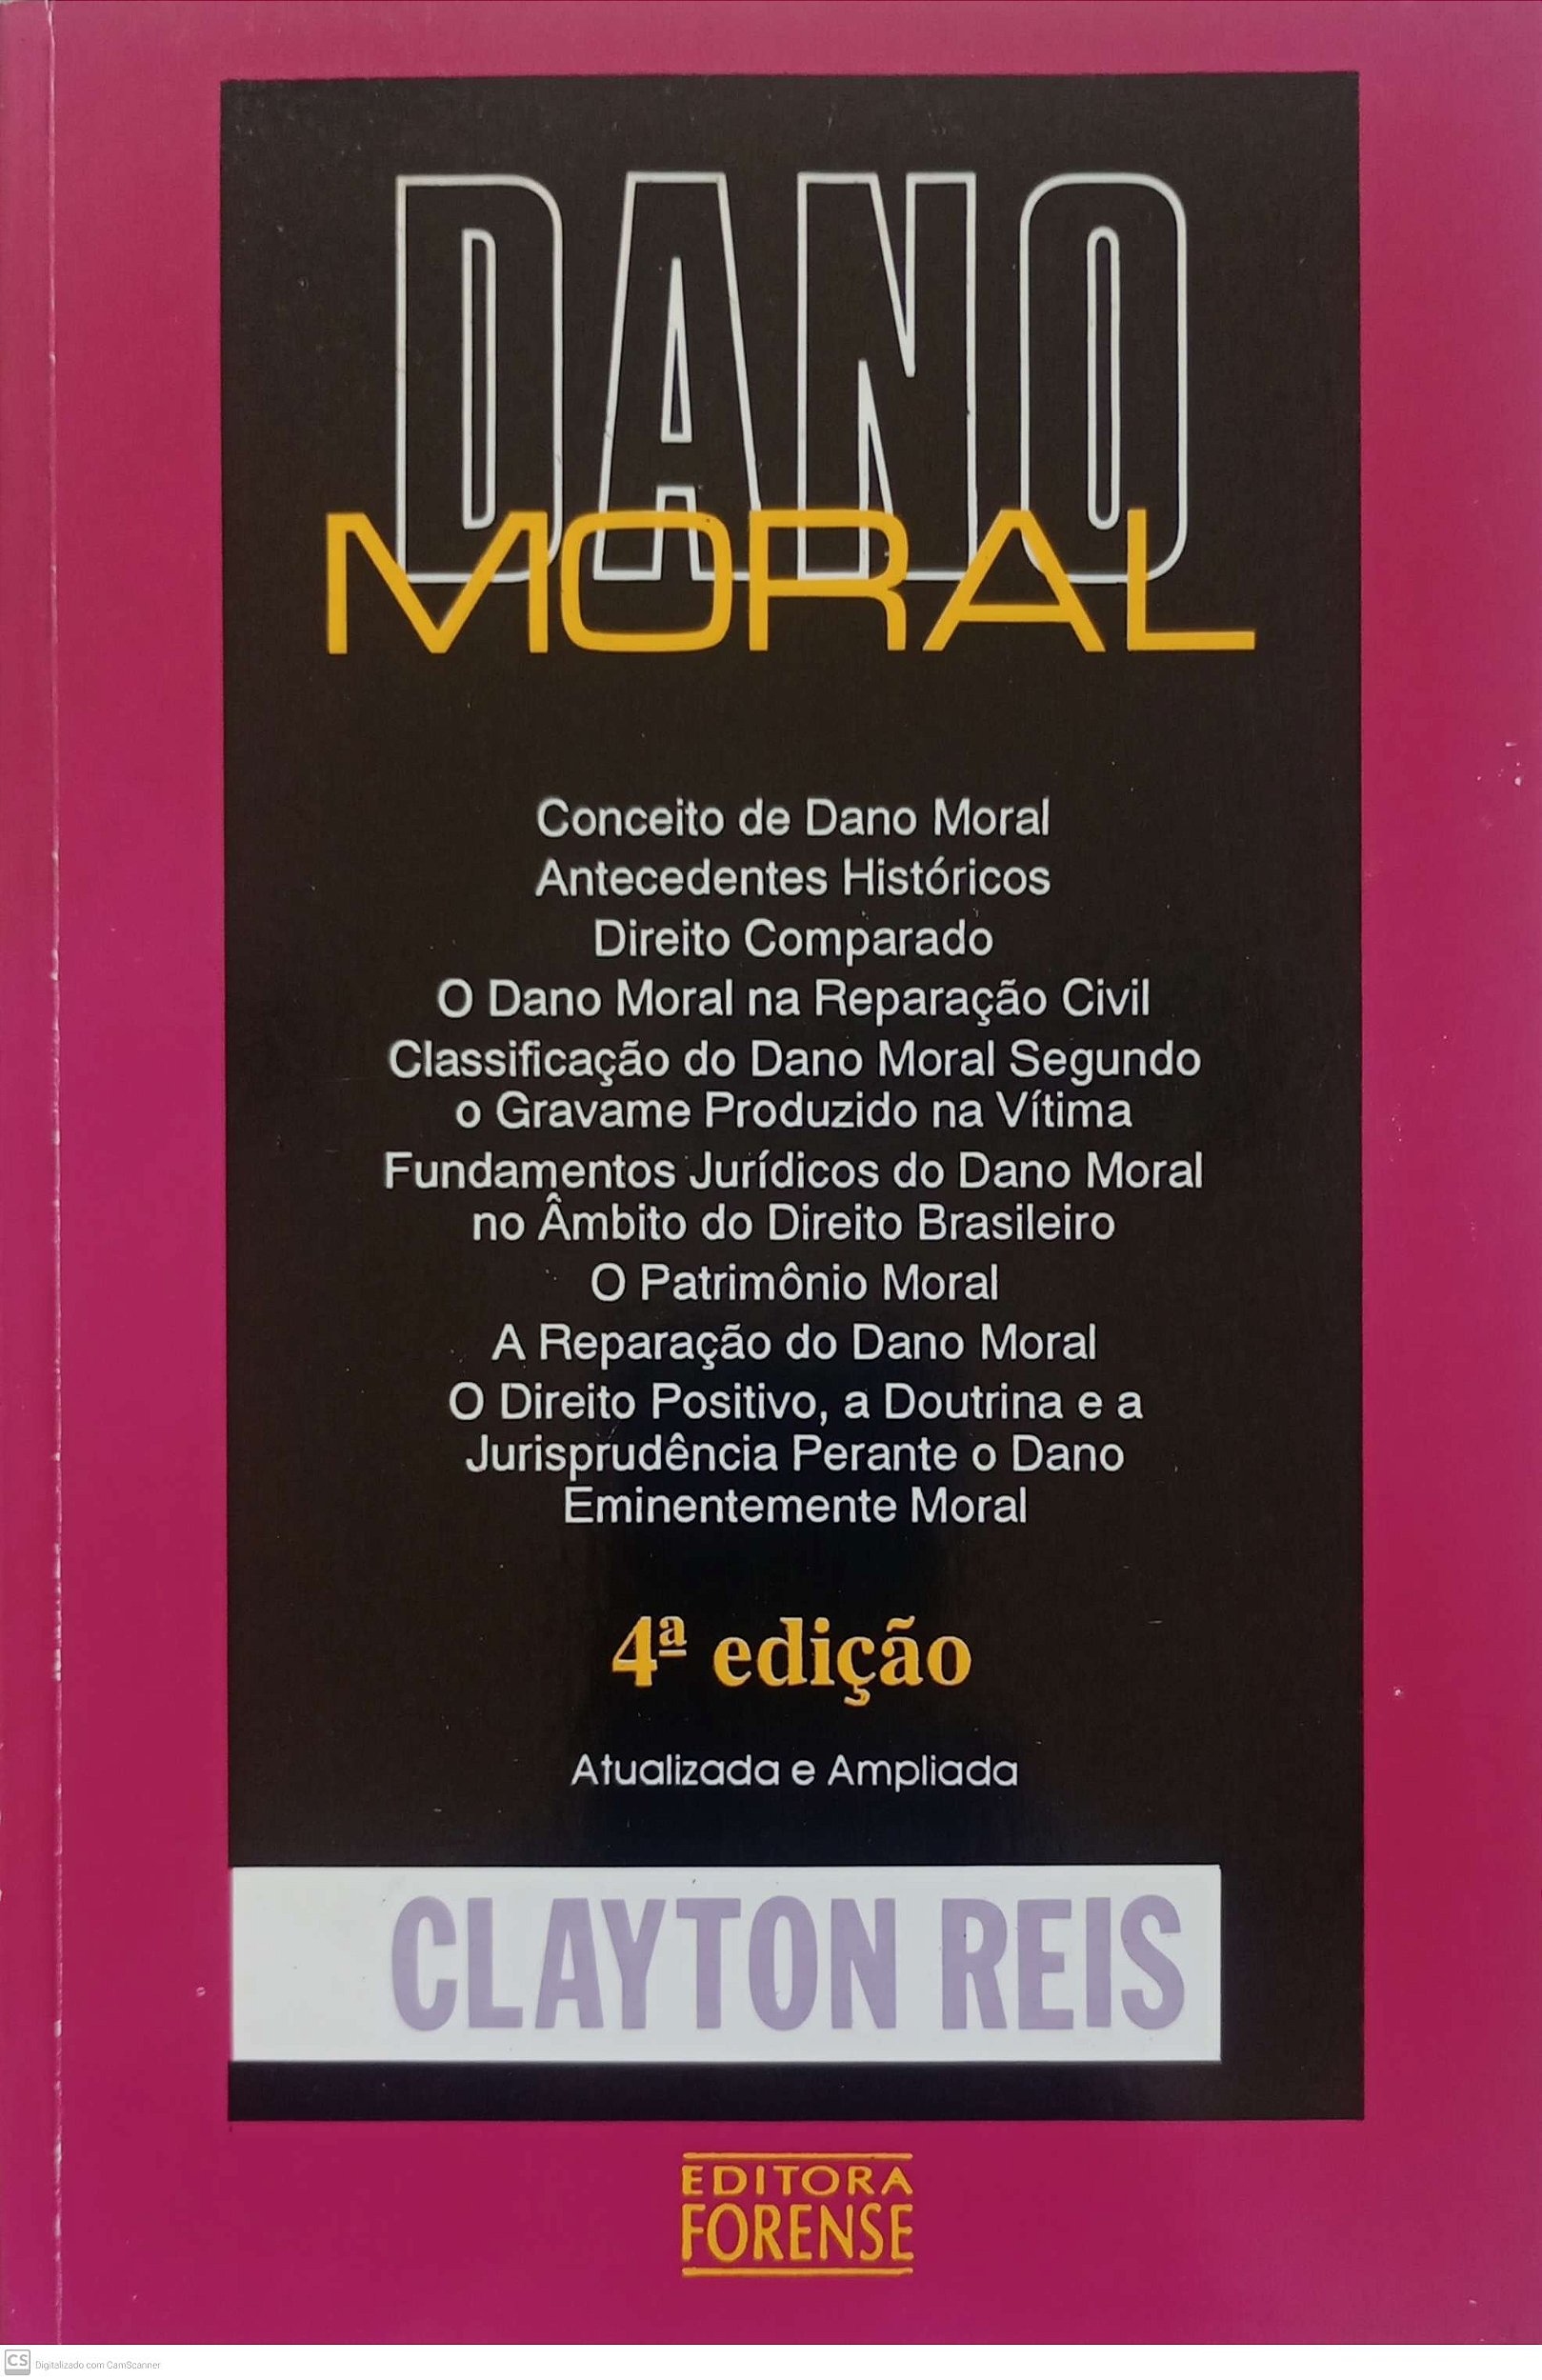 DANO
MORAL
Conceito de Dano Moral
Antecedentes Históricos
Direito Comparado
O Dano Moral na Reparação Civil
Classificação do Dano Moral Segundo
o Gravame Produzido na Vítima
Fundamentos Jurídicos do Dano Moral
no Âmbito do Direito Brasileiro
O Patrimônio Moral
A Reparação do Dano Moral
O Direito Positivo, a Doutrina e a
Jurisprudência Perante o Dano
Eminentemente Moral
4ª edição
Atualizada e Ampliada
CLAYTON REIS
EDITORA
FORENSE
CS Digitalizado com CamScanner